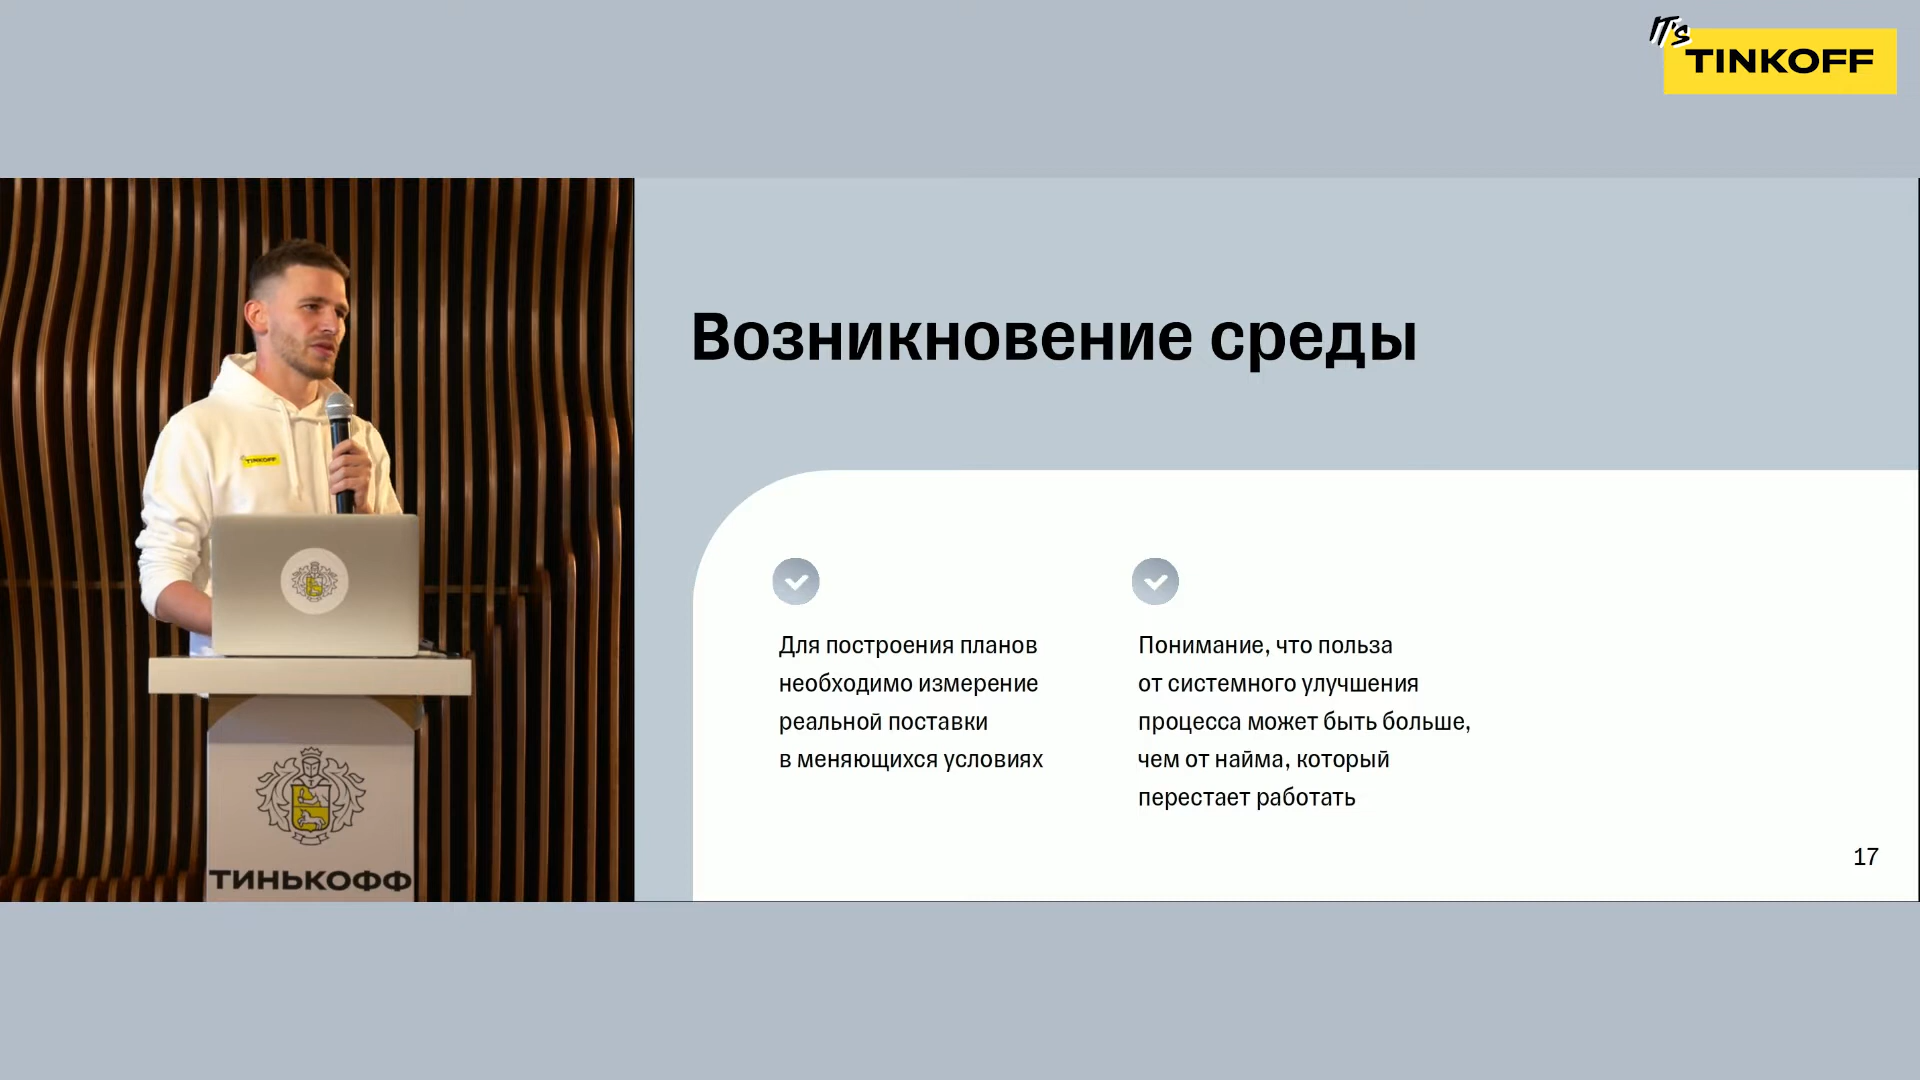 IT's
TINKOFF
Возникновение среды
TINKOFF
Для построения планов
необходимо измерение
реальной поставки
в меняющихся условиях
Понимание, что польза
от системного улучшения
процесса может быть больше,
чем от найма, который
перестает работать
17
ТИНЬКОФФ